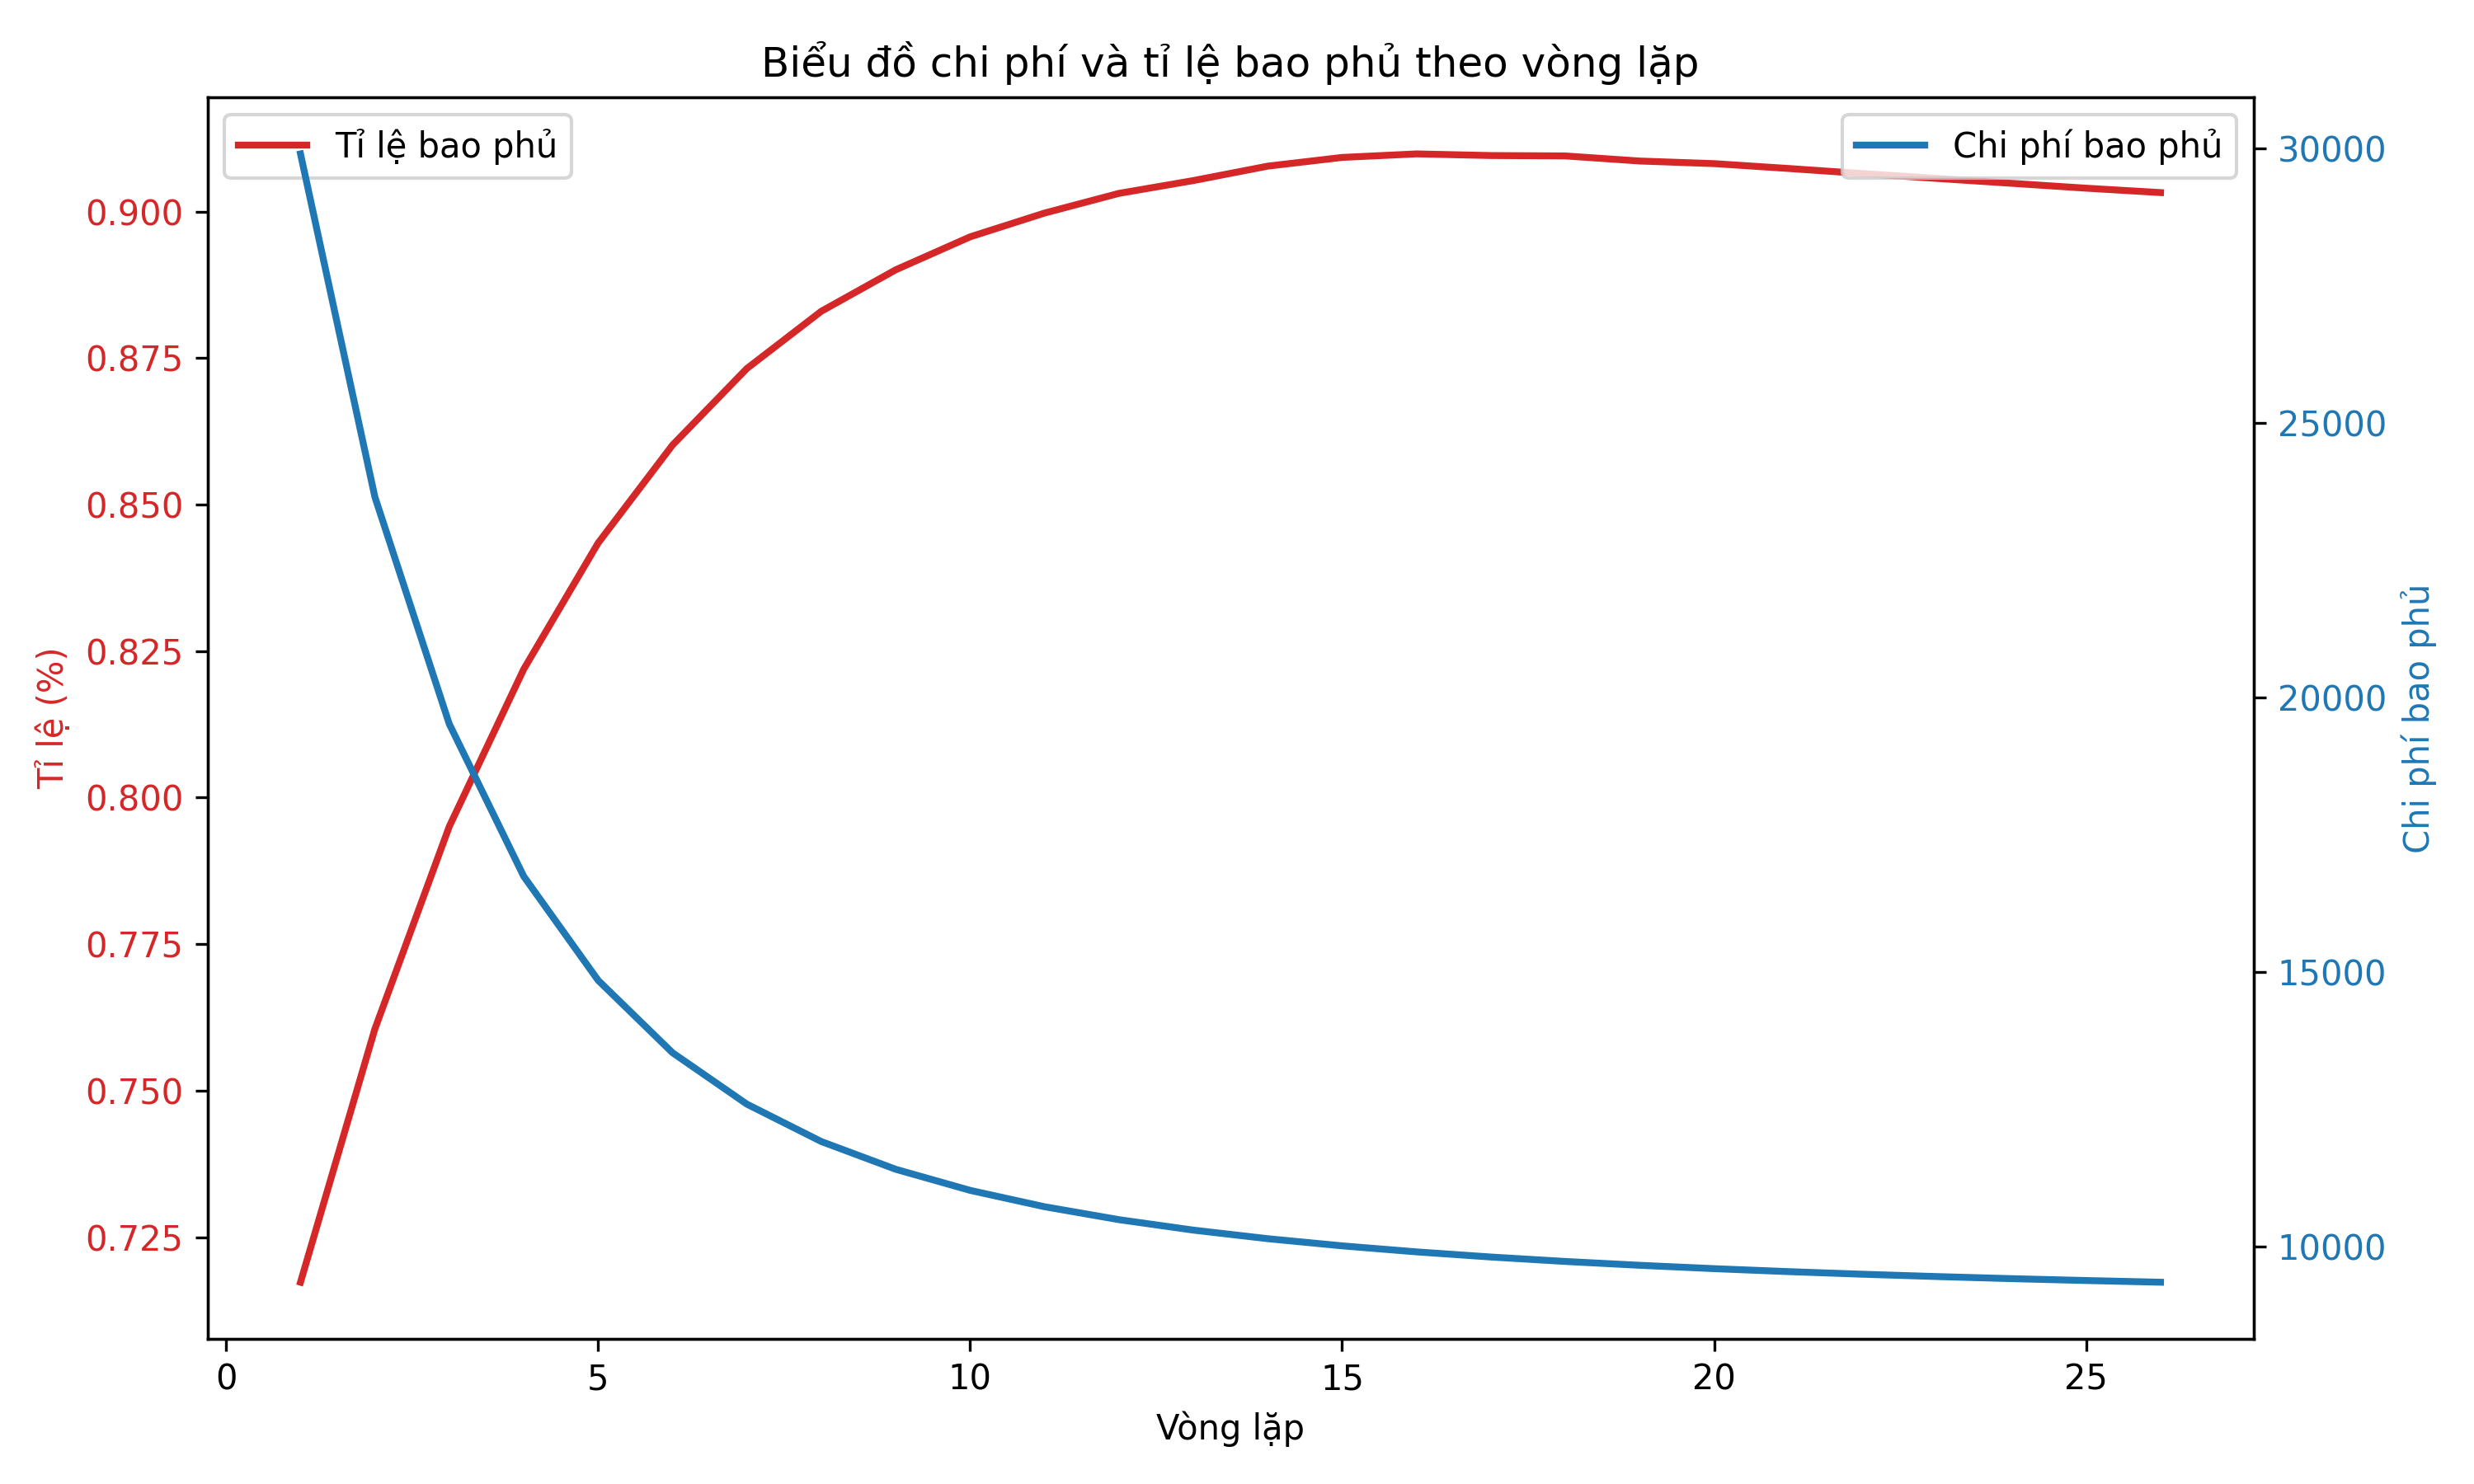 Biểu đồ chi phí và tỉ lệ bao phủ theo vòng lặp
Tỉ lệ bao phủ
Chi phí bao phủ
0.900
0.875
0.850
0.825
0.800
0.775
0.750
0.725
Tỉ lệ (%)
30000
25000
20000
15000
10000
Chi phí bao phủ
0 5 10 15 20 25
Vòng lặp